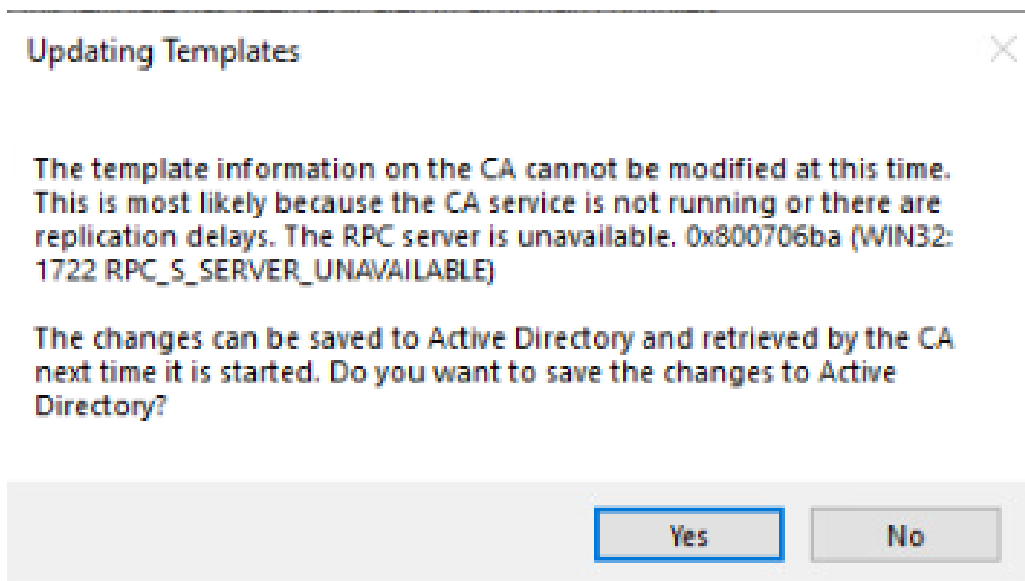 Updating Templates
The template information on the CA cannot be modified at this time.
This is most likely because the CA service is not running or there are
replication delays. The RPC server is unavailable. 0x800706ba (WIN32:
1722 RPC_S_SERVER_UNAVAILABLE)
The changes can be saved to Active Directory and retrieved by the CA
next time it is started. Do you want to save the changes to Active
Directory?
Yes No